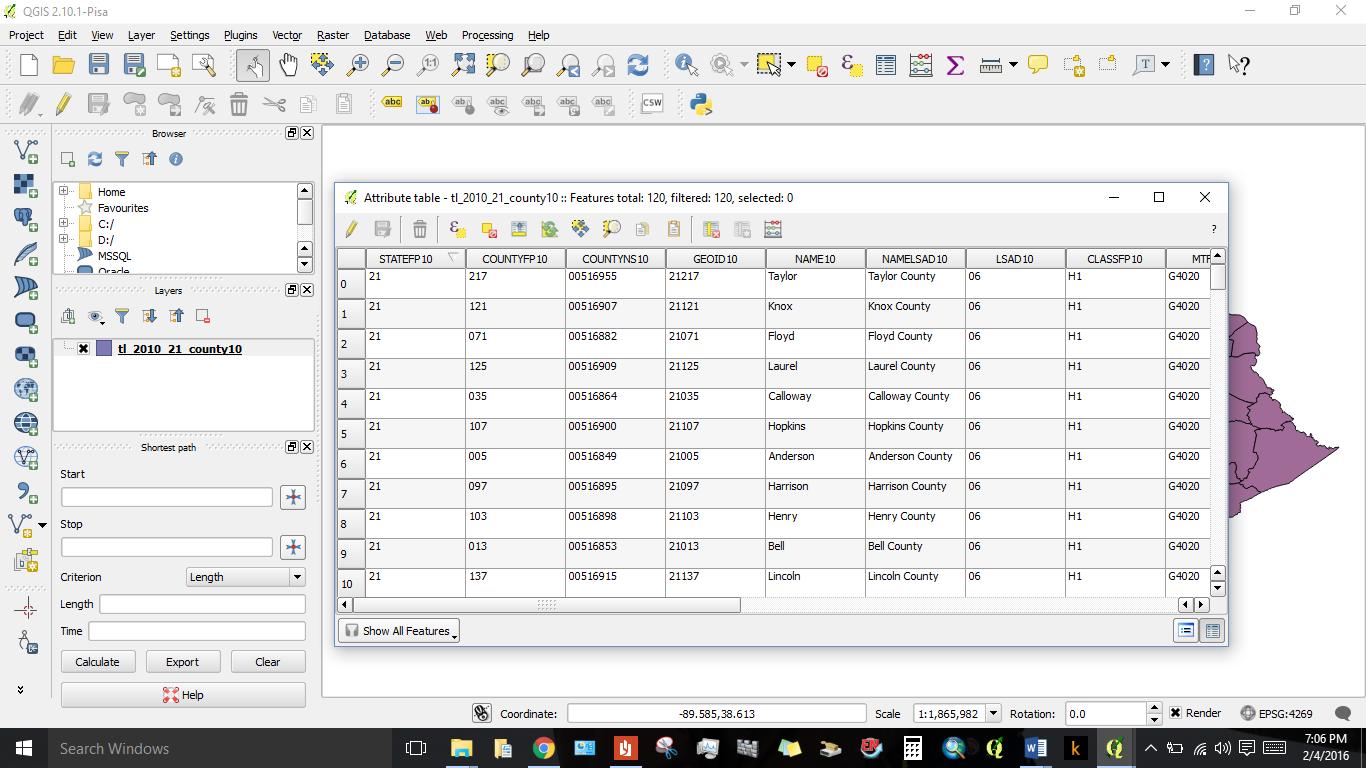 QGIS 2.10.1-Pisa
Project Edit View Layer Settings Plugins Vector Raster Database Web Processing Help
1:1
ε
Σ
T
?
abc abc abc abc abc abc abc CSW
Browser
Home
Favourites
C:/
D:/
MSSQL
Oracle
Layers
tl_2010_21_county10
Shortest path
Start
Stop
Criterion Length
Length
Time
Calculate Export Clear
Help
Attribute table - tl_2010_21_county10 :: Features total: 120, filtered: 120, selected: 0
?
STATEFP10 COUNTYFP10 COUNTYNS10 GEOID10 NAME10 NAMELSAD10 LSAD10 CLASSFP10 MTF
0 21 217 00516955 21217 Taylor Taylor County 06 H1 G4020
1 21 121 00516907 21121 Knox Knox County 06 H1 G4020
2 21 071 00516882 21071 Floyd Floyd County 06 H1 G4020
3 21 125 00516909 21125 Laurel Laurel County 06 H1 G4020
4 21 035 00516864 21035 Calloway Calloway County 06 H1 G4020
5 21 107 00516900 21107 Hopkins Hopkins County 06 H1 G4020
6 21 005 00516849 21005 Anderson Anderson County 06 H1 G4020
7 21 097 00516895 21097 Harrison Harrison County 06 H1 G4020
8 21 103 00516898 21103 Henry Henry County 06 H1 G4020
9 21 013 00516853 21013 Bell Bell County 06 H1 G4020
10 21 137 00516915 21137 Lincoln Lincoln County 06 H1 G4020
Show All Features
Coordinate: -89.585,38.613 Scale 1:1,865,982 Rotation: 0.0 Render EPSG:4269
Search Windows
7:06 PM
2/4/2016